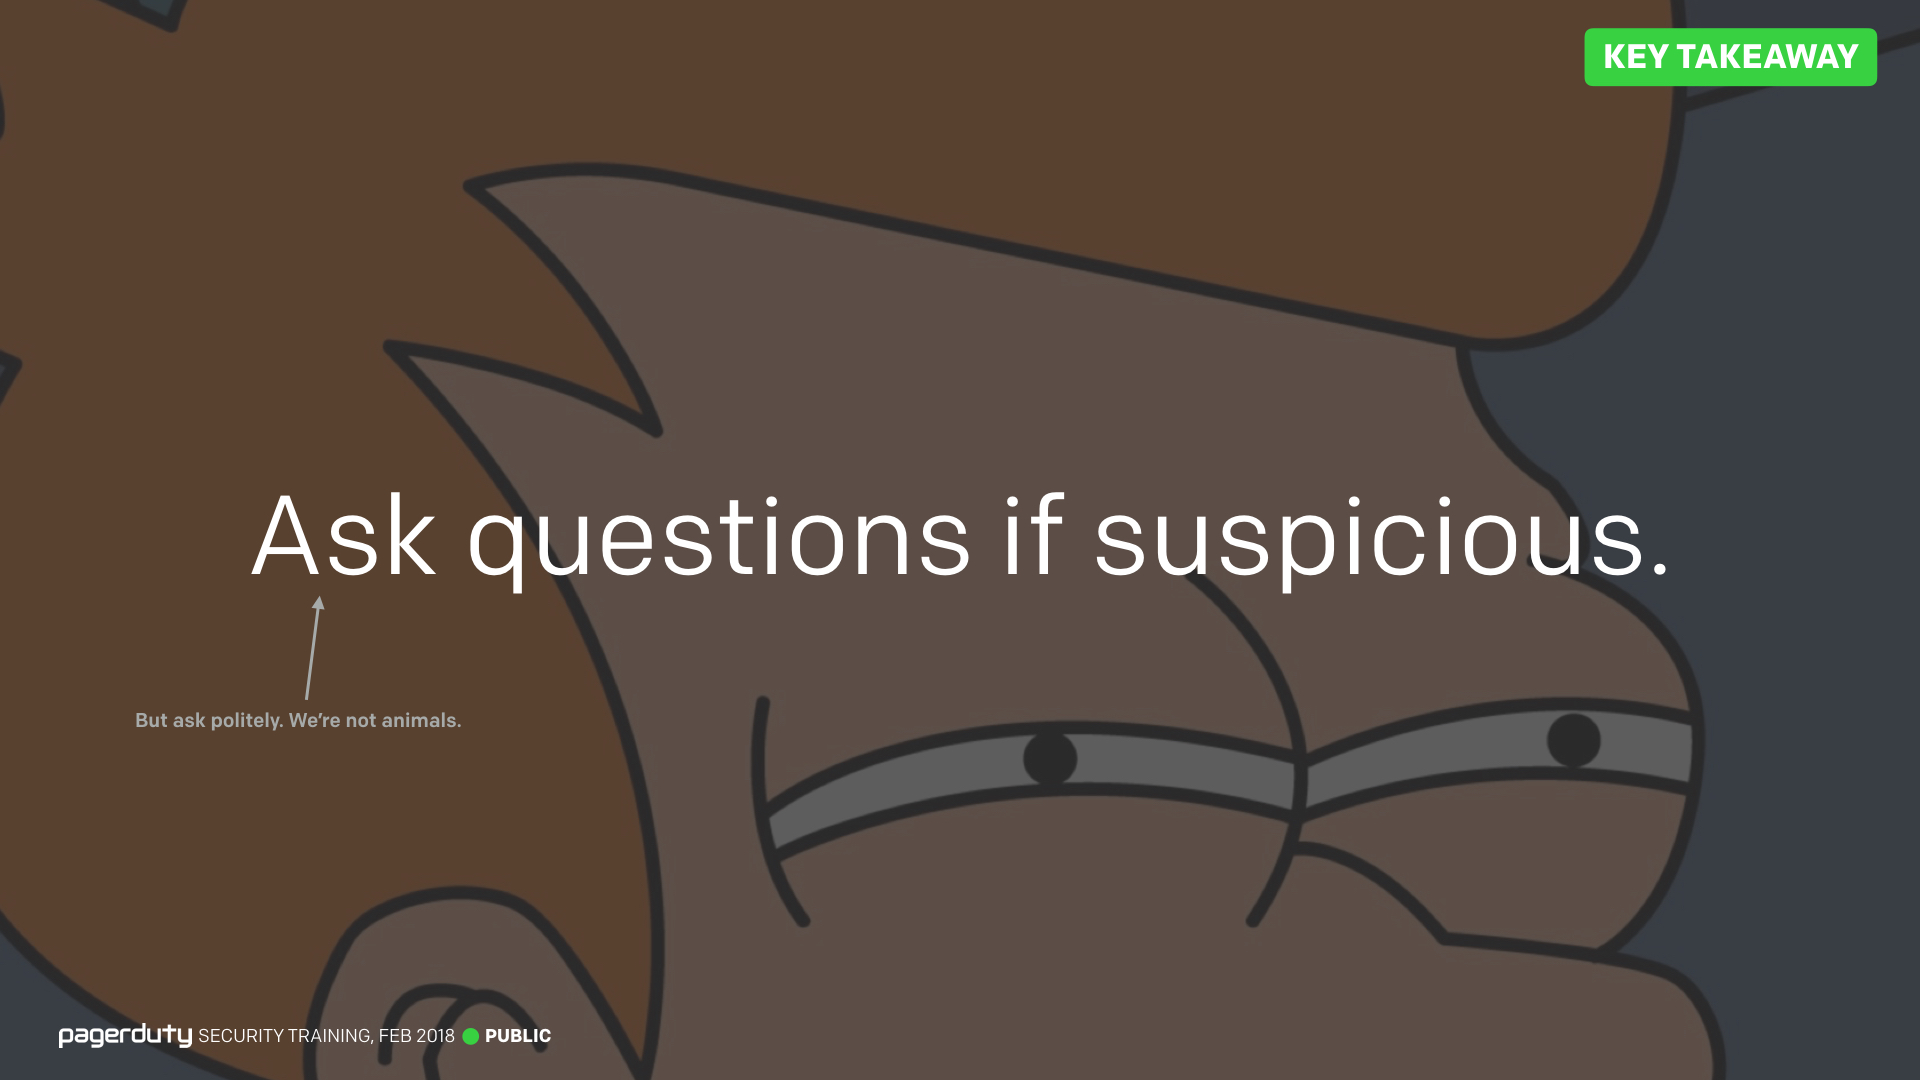 KEY TAKEAWAY
Ask questions if suspicious.
But ask politely. We’re not animals.
pagerduty SECURITY TRAINING, FEB 2018 PUBLIC